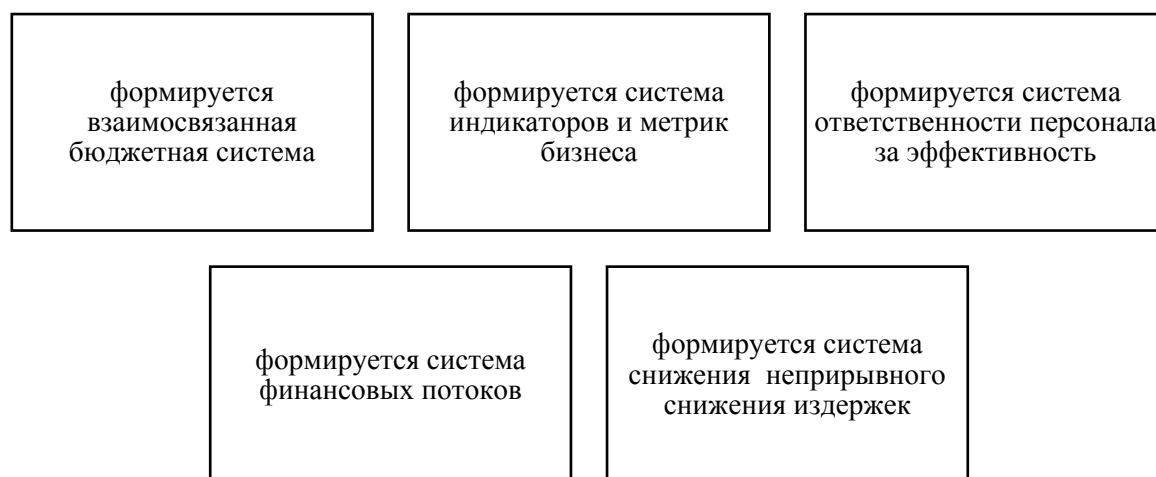 формируется
взаимосвязанная
бюджетная система
формируется система
индикаторов и метрик
бизнеса
формируется система
ответственности персонала
за эффективность
формируется система
финансовых потоков
формируется система
снижения  неприрывного
снижения издержек